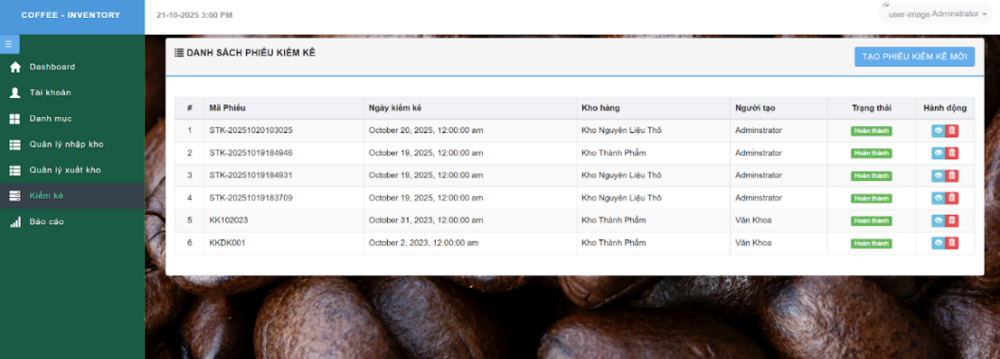 COFFEE - INVENTORY
21-10-2025 3:00 PM
user-image Adminstrator
Dashboard
Tài khoản
Danh mục
Quản lý nhập kho
Quản lý xuất kho
Kiểm kê
Báo cáo
DANH SÁCH PHIẾU KIỂM KÊ
TẠO PHIẾU KIỂM KÊ MỚI
# Mã Phiếu Ngày kiểm kê Kho hàng Người tạo Trạng thái Hành động
1 STK-20251020103025 October 20, 2025, 12:00:00 am Kho Nguyên Liệu Thô Adminstrator Hoàn thành
2 STK-20251019184946 October 19, 2025, 12:00:00 am Kho Thành Phẩm Adminstrator Hoàn thành
3 STK-20251019184931 October 19, 2025, 12:00:00 am Kho Nguyên Liệu Thô Adminstrator Hoàn thành
4 STK-20251019183709 October 19, 2025, 12:00:00 am Kho Nguyên Liệu Thô Adminstrator Hoàn thành
5 KK102023 October 31, 2023, 12:00:00 am Kho Thành Phẩm Văn Khoa Hoàn thành
6 KKDK001 October 2, 2023, 12:00:00 am Kho Thành Phẩm Văn Khoa Hoàn thành